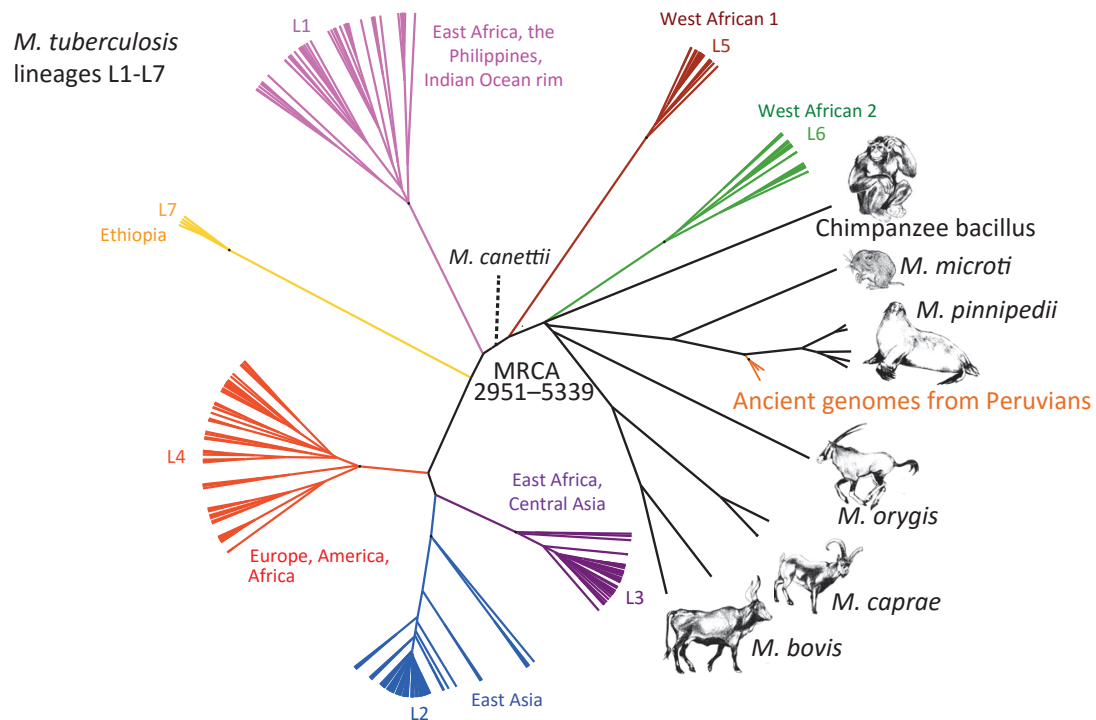 M. tuberculosis
lineages L1-L7
L1
East Africa, the
Philippines,
Indian Ocean rim
West African 1
L5
West African 2
L6
Chimpanzee bacillus
L7
Ethiopia
M. canettii
M. microti
M. pinnipedii
MRCA
2951–5339
Ancient genomes from Peruvians
L4
East Africa,
Central Asia
M. orygis
Europe, America,
Africa
L3
M. caprae
M. bovis
East Asia
L2